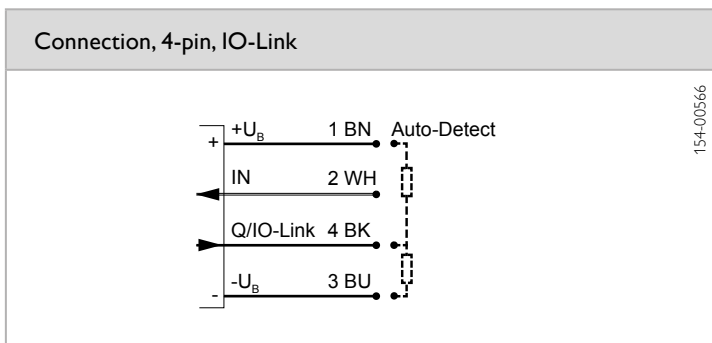 Connection, 4-pin, IO-Link
154-00566
+ +U_B 1 BN Auto-Detect
IN 2 WH
Q/IO-Link 4 BK
- -U_B 3 BU